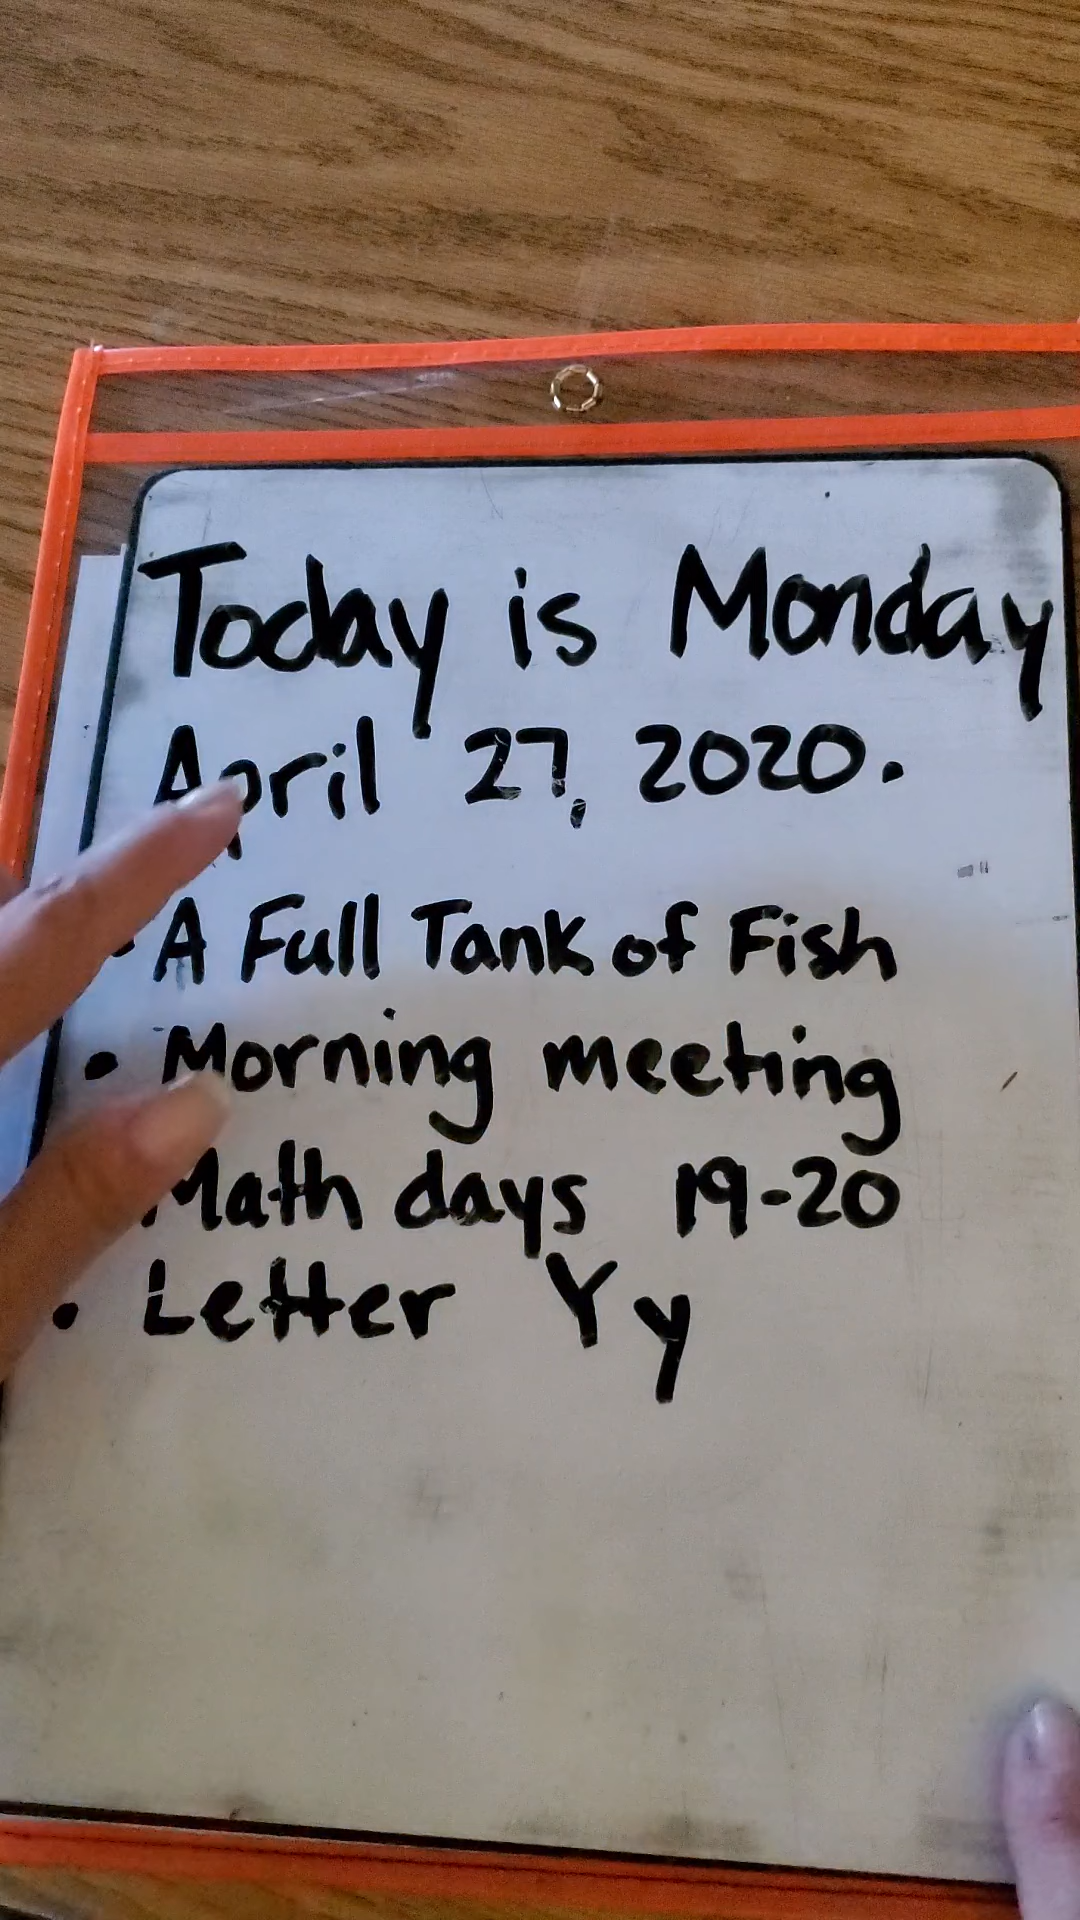 Today is Monday
April 27, 2020.
• A Full Tank of Fish
• Morning meeting
Math days 19-20
• Letter Yy